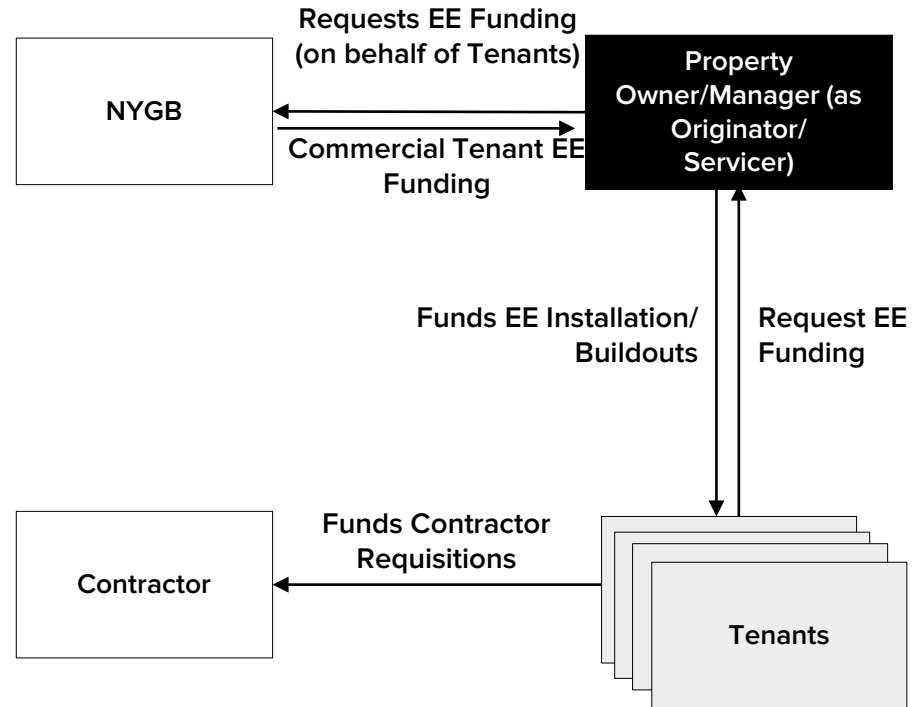 Requests EE Funding
(on behalf of Tenants)
NYGB
Property
Owner/Manager (as
Originator/
Servicer)
Commercial Tenant EE
Funding
Funds EE Installation/
Buildouts
Request EE
Funding
Funds Contractor
Requisitions
Contractor
Tenants